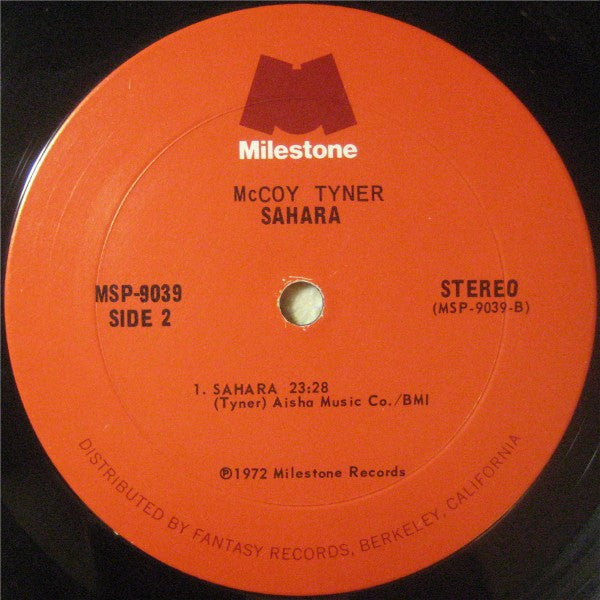 Milestone
McCOY TYNER
SAHARA
MSP-9039
SIDE 2
STEREO
(MSP-9039-B)
1. SAHARA 23:28
(Tyner) Aisha Music Co./BMI
℗1972 Milestone Records
DISTRIBUTED BY FANTASY RECORDS, BERKELEY, CALIFORNIA